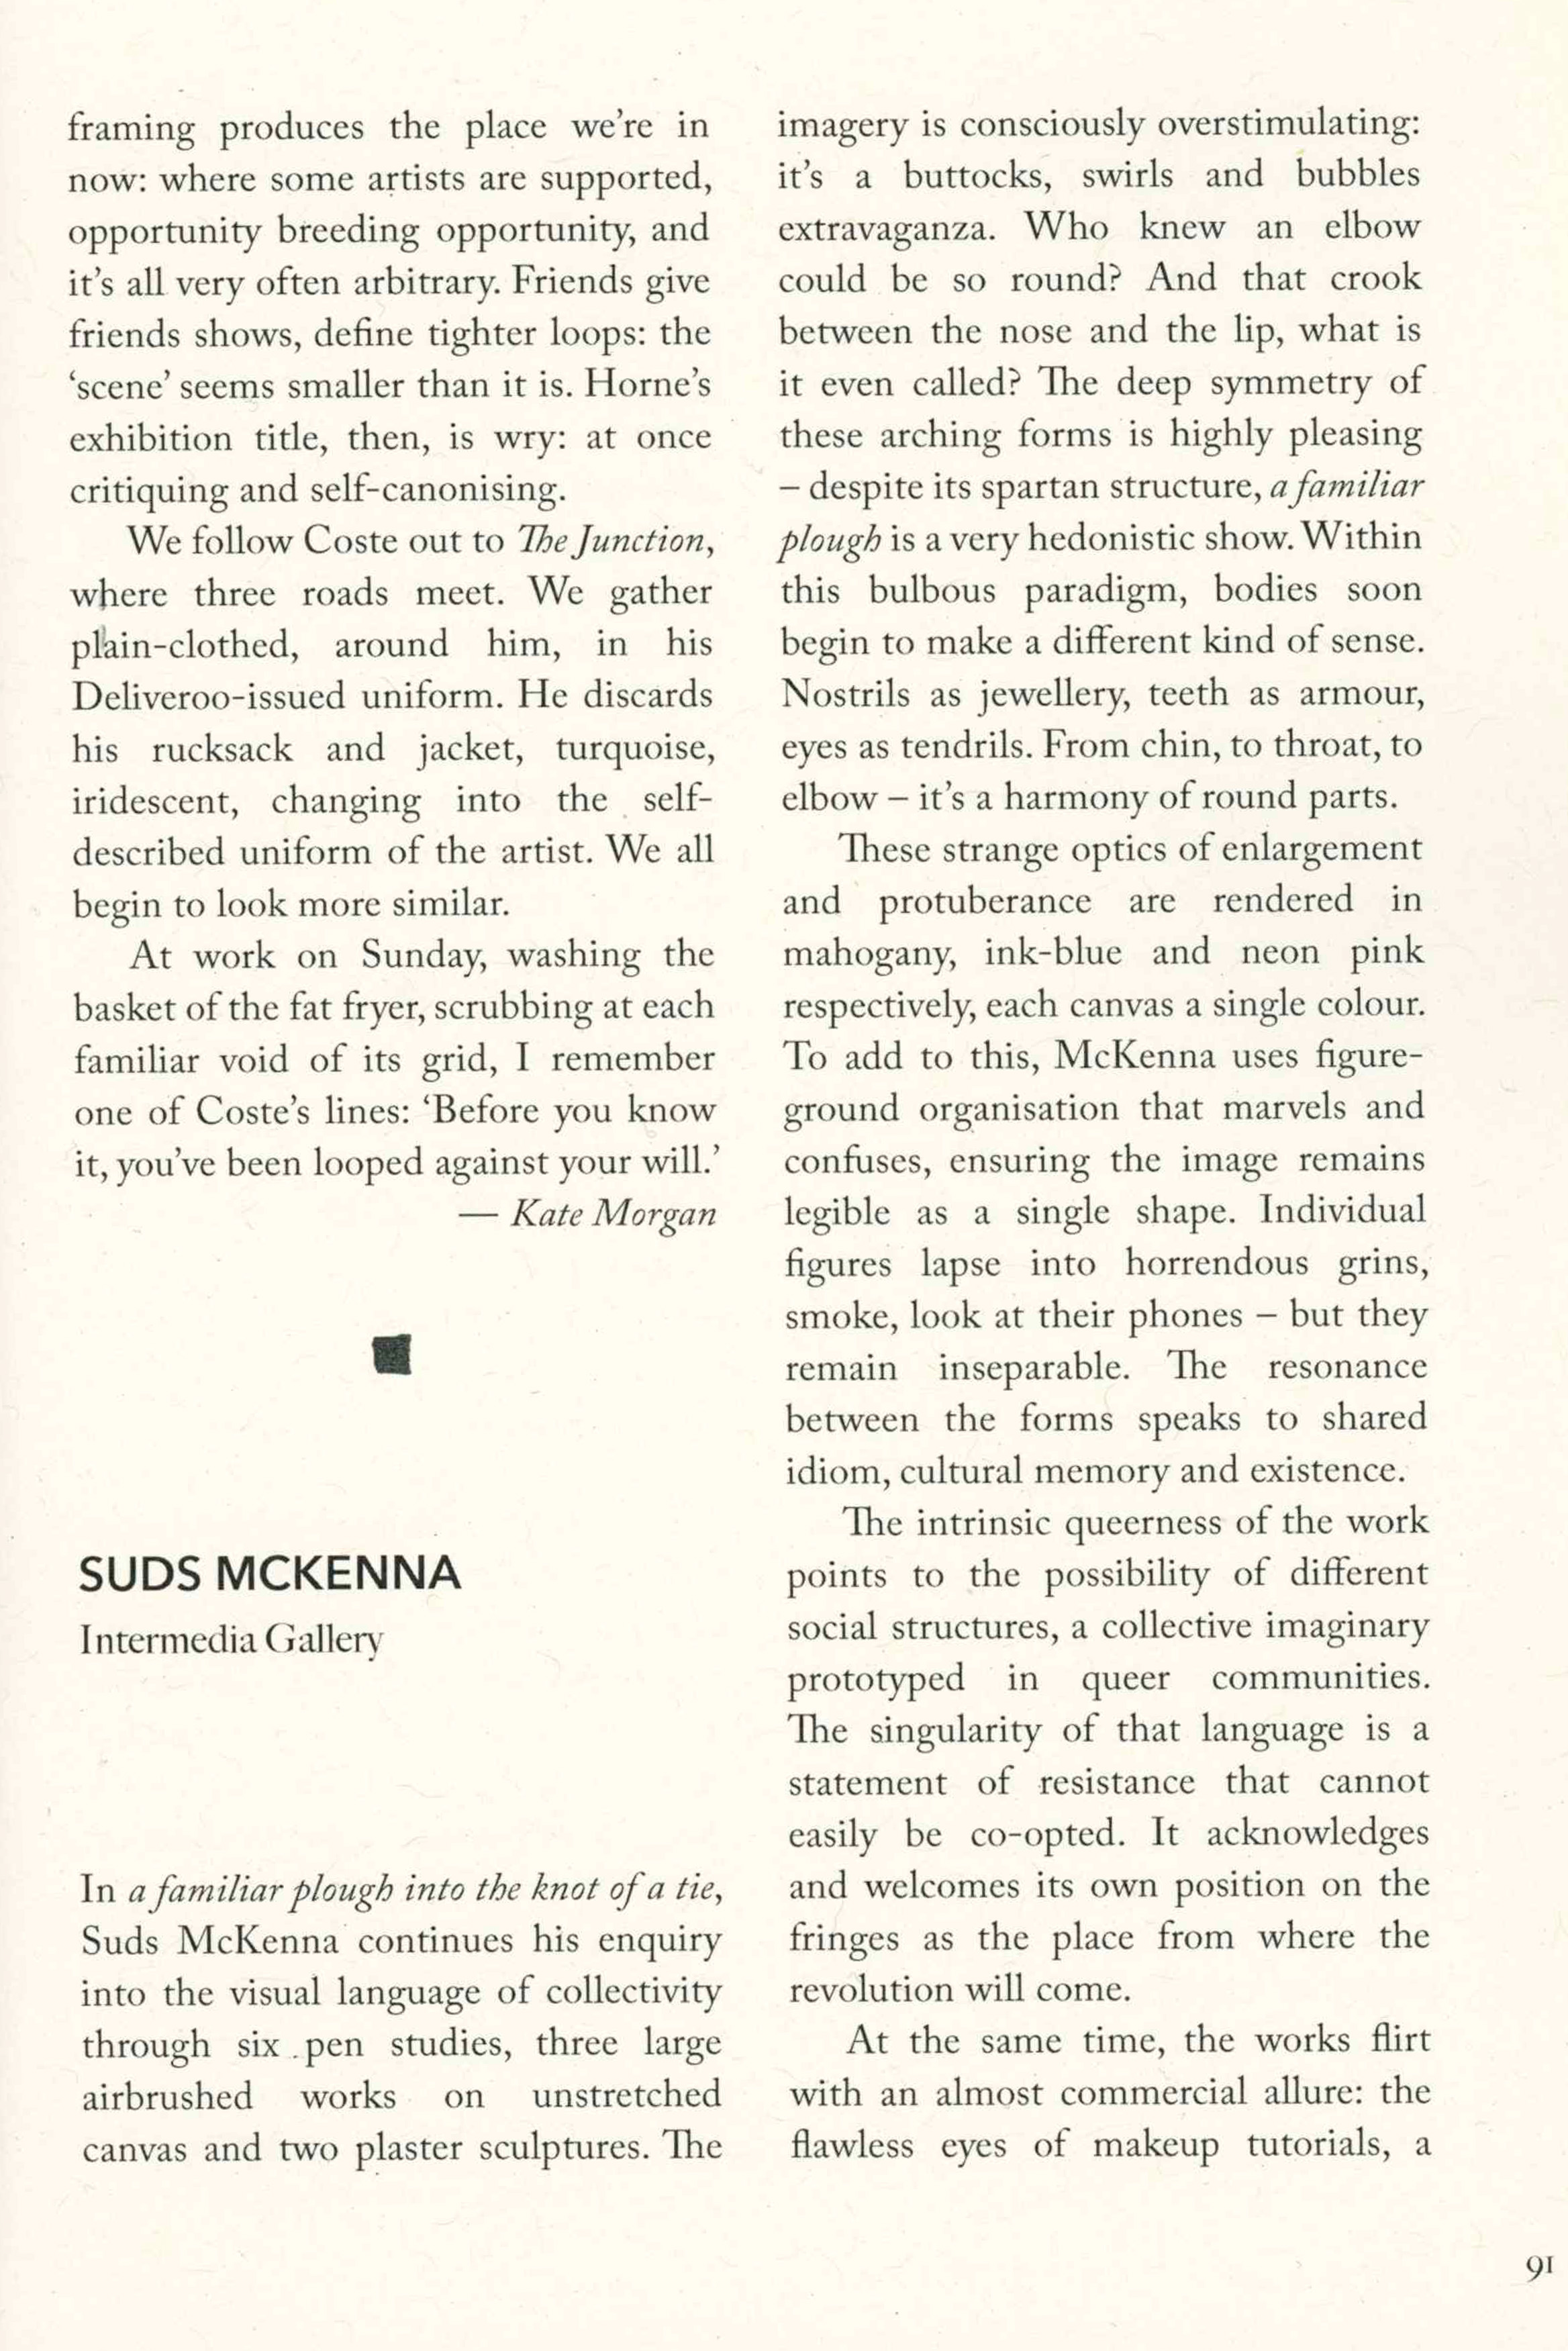 framing produces the place we're in
now: where some artists are supported,
opportunity breeding opportunity, and
it's all very often arbitrary. Friends give
friends shows, define tighter loops: the
‘scene’ seems smaller than it is. Horne's
exhibition title, then, is wry: at once
critiquing and self-canonising.
We follow Coste out to The Junction,
where three roads meet. We gather
plain-clothed, around him, in his
Deliveroo-issued uniform. He discards
his rucksack and jacket, turquoise,
iridescent, changing into the self-
described uniform of the artist. We all
begin to look more similar.
At work on Sunday, washing the
basket of the fat fryer, scrubbing at each
familiar void of its grid, I remember
one of Coste's lines: ‘Before you know
it, you've been looped against your will.’
— Kate Morgan
SUDS MCKENNA
Intermedia Gallery
In a familiar plough into the knot of a tie,
Suds McKenna continues his enquiry
into the visual language of collectivity
through six pen studies, three large
airbrushed works on unstretched
canvas and two plaster sculptures. The
imagery is consciously overstimulating:
it's a buttocks, swirls and bubbles
extravaganza. Who knew an elbow
could be so round? And that crook
between the nose and the lip, what is
it even called? The deep symmetry of
these arching forms is highly pleasing
– despite its spartan structure, a familiar
plough is a very hedonistic show. Within
this bulbous paradigm, bodies soon
begin to make a different kind of sense.
Nostrils as jewellery, teeth as armour,
eyes as tendrils. From chin, to throat, to
elbow – it's a harmony of round parts.
These strange optics of enlargement
and protuberance are rendered in
mahogany, ink-blue and neon pink
respectively, each canvas a single colour.
To add to this, McKenna uses figure-
ground organisation that marvels and
confuses, ensuring the image remains
legible as a single shape. Individual
figures lapse into horrendous grins,
smoke, look at their phones – but they
remain inseparable. The resonance
between the forms speaks to shared
idiom, cultural memory and existence.
The intrinsic queerness of the work
points to the possibility of different
social structures, a collective imaginary
prototyped in queer communities.
The singularity of that language is a
statement of resistance that cannot
easily be co-opted. It acknowledges
and welcomes its own position on the
fringes as the place from where the
revolution will come.
At the same time, the works flirt
with an almost commercial allure: the
flawless eyes of makeup tutorials, a
91